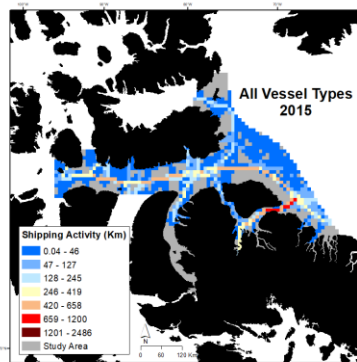 All Vessel Types
2015
Shipping Activity (Km)
0.04 - 46
47 - 127
128 - 245
246 - 419
420 - 658
659 - 1200
1201 - 2486
Study Area
N
0 60 120 Km